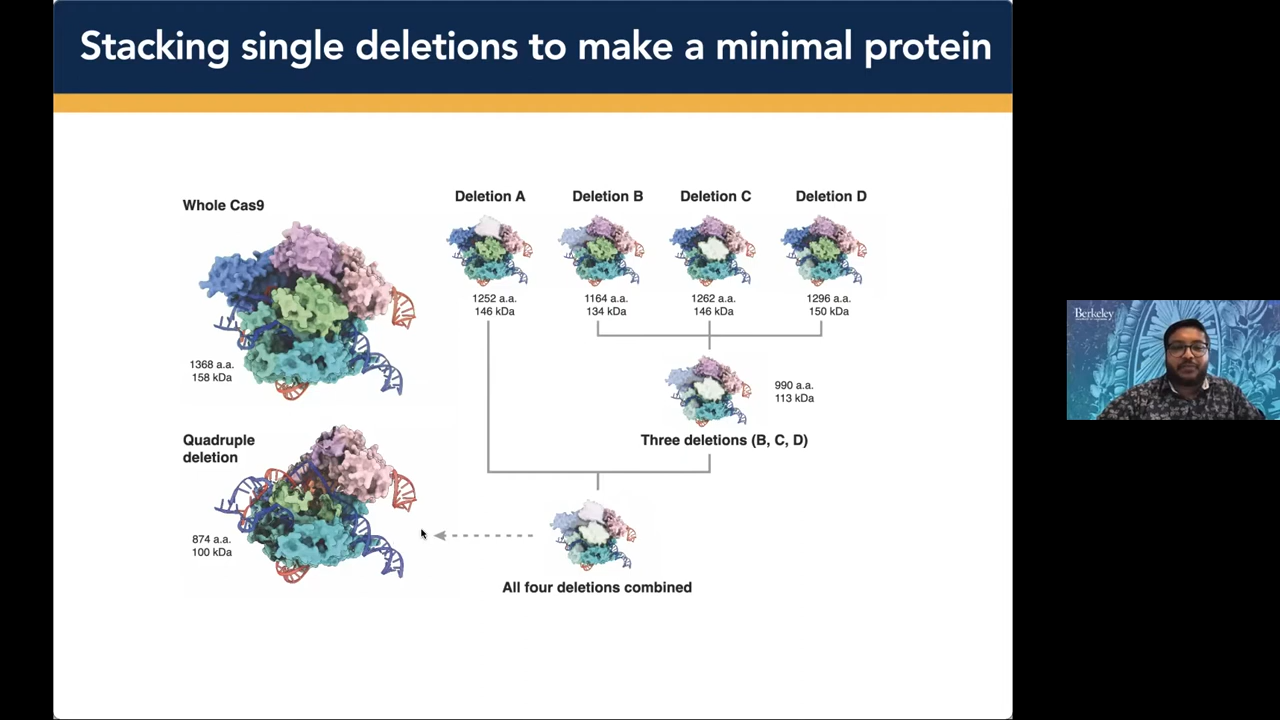 Stacking single deletions to make a minimal protein
Whole Cas9
1368 a.a.
158 kDa
Quadruple
deletion
874 a.a.
100 kDa
Deletion A
Deletion B
Deletion C
Deletion D
1252 a.a.
146 kDa
1164 a.a.
134 kDa
1262 a.a.
146 kDa
1296 a.a.
150 kDa
990 a.a.
113 kDa
Three deletions (B, C, D)
All four deletions combined
Berkeley